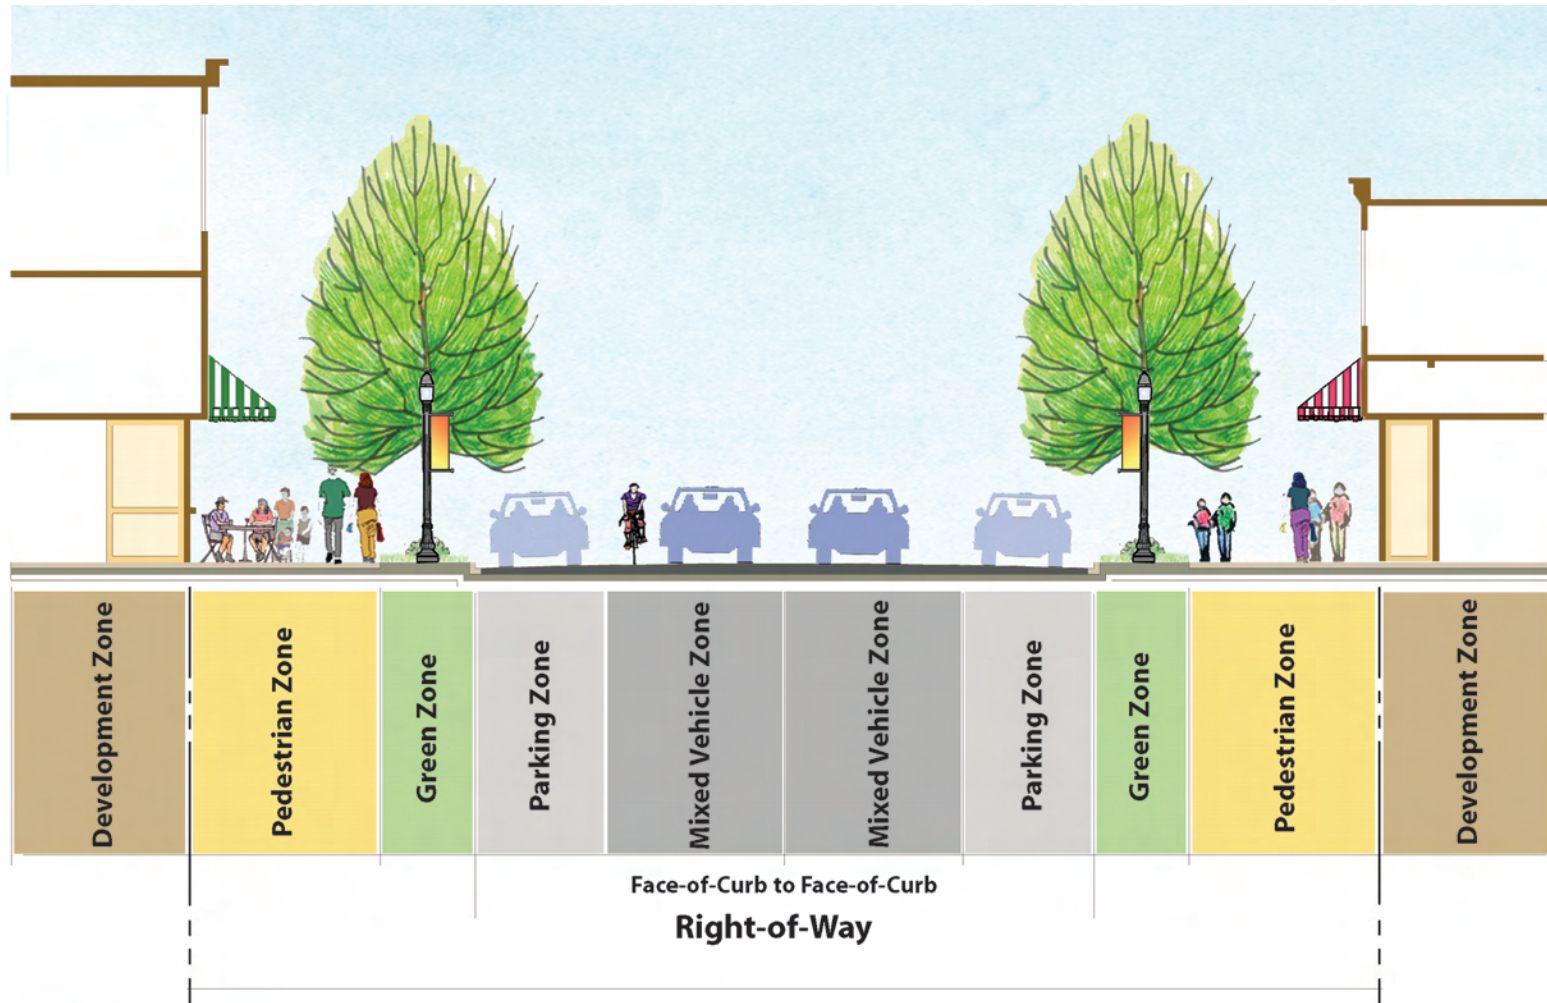 Development Zone
Pedestrian Zone
Green Zone
Parking Zone
Mixed Vehicle Zone
Mixed Vehicle Zone
Parking Zone
Green Zone
Pedestrian Zone
Development Zone
Face-of-Curb to Face-of-Curb
Right-of-Way